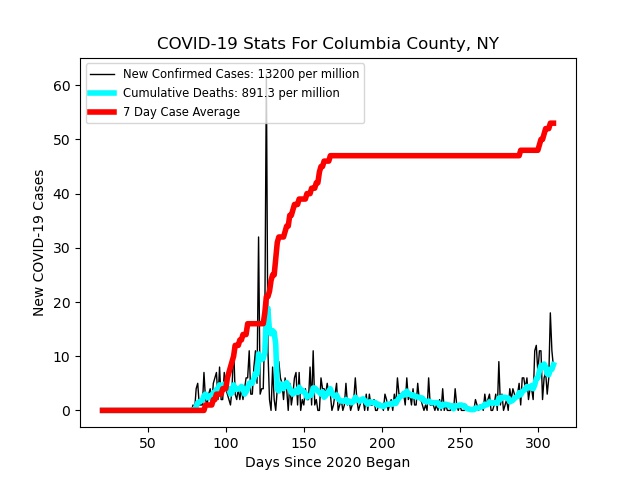 COVID-19 Stats For Columbia County, NY
New Confirmed Cases: 13200 per million
Cumulative Deaths: 891.3 per million
7 Day Case Average
New COVID-19 Cases
60
50
40
30
20
10
0
50 100 150 200 250 300
Days Since 2020 Began